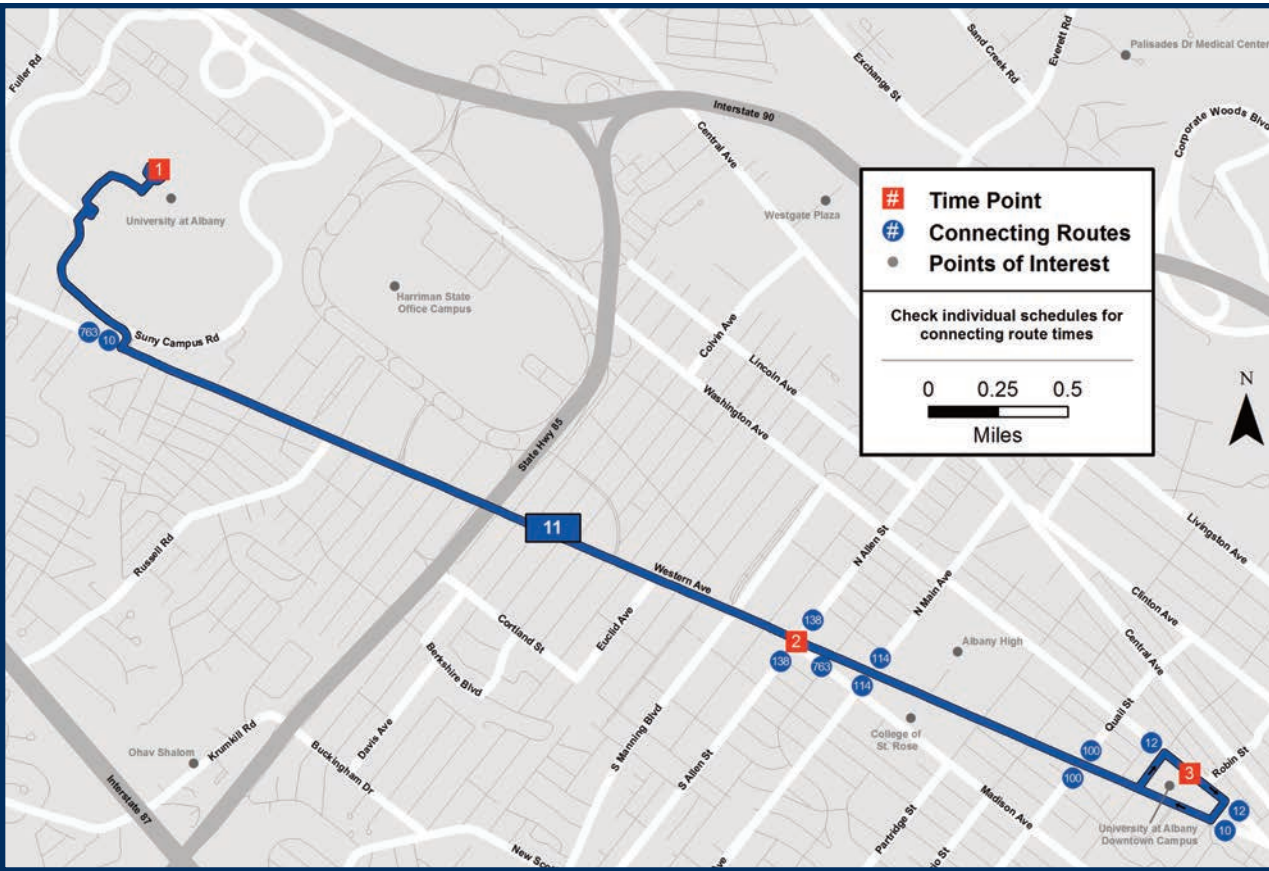 Fuller Rd
Interstate 90
Central Ave
Exchange St
Sand Creek Rd
Everett Rd
Palisades Dr Medical Center
Corporate Woods Blvd
1
University at Albany
Westgate Plaza
# Time Point
# Connecting Routes
Points of Interest
Check individual schedules for
connecting route times
0 0.25 0.5
Miles
N
Harriman State
Office Campus
763
10
Suny Campus Rd
Colvin Ave
Lincoln Ave
Washington Ave
State Hwy 85
11
Russell Rd
Western Ave
N Allen St
N Main Ave
Livingston Ave
Clinton Ave
Central Ave
Cortland St
Euclid Ave
Berkshire Blvd
138
2
138
763
114
114
Albany High
Quail St
College of
St. Rose
S Manning Blvd
S Allen St
Davis Ave
Krumkill Rd
Ohav Shalom
Buckingham Dr
Interstate 87
New Sco
Madison Ave
Partridge St
100
100
12
3
Robin St
12
10
University at Albany
Downtown Campus